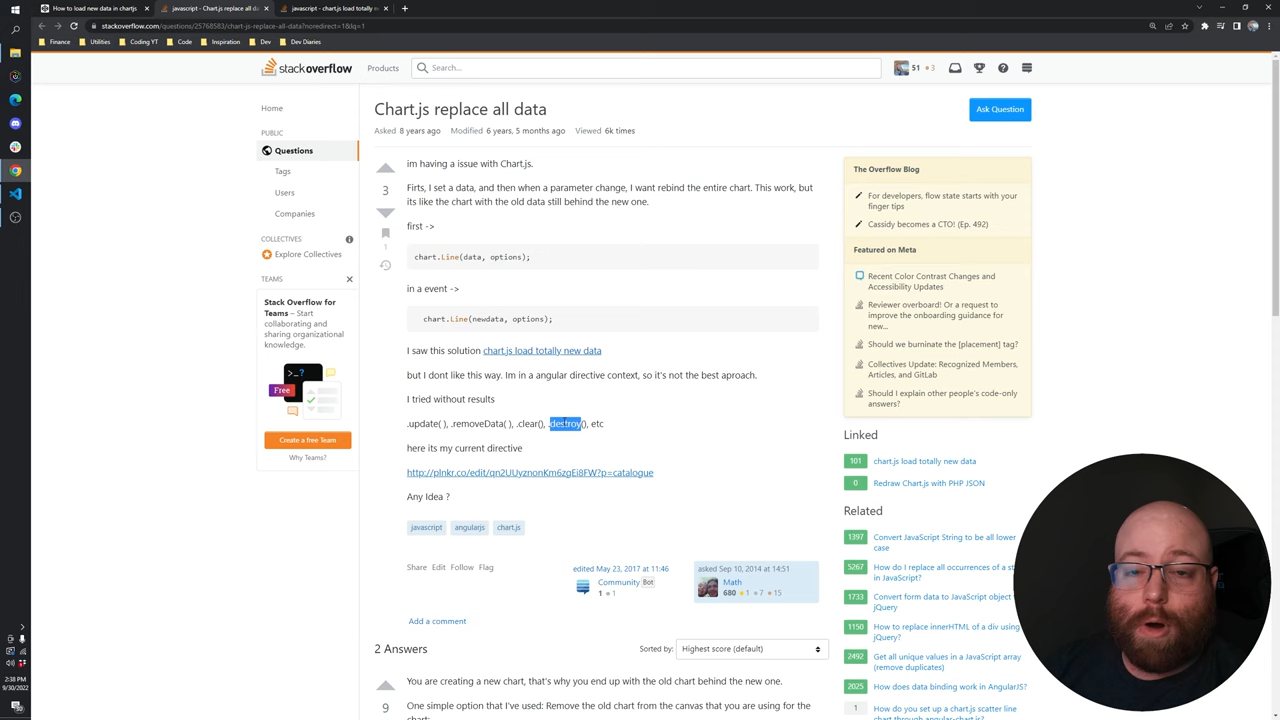 How to load new data in chartjs
javascript - Chart.js replace all da
javascript - chart.js load totally n
stackoverflow.com/questions/25768583/chart-js-replace-all-data?noredirect=1&lq=1
Finance
Utilities
Coding YT
Code
Inspiration
Dev
Dev Diaries
stackoverflow
Products
Search...
51
3
Home
PUBLIC
Questions
Tags
Users
Companies
COLLECTIVES
Explore Collectives
TEAMS
Stack Overflow for
Teams – Start
collaborating and
sharing organizational
knowledge.
Free
Create a free Team
Why Teams?
Chart.js replace all data
Ask Question
Asked 8 years ago Modified 6 years, 5 months ago Viewed 6k times
3
1
im having a issue with Chart.js.
Firts, I set a data, and then when a parameter change, I want rebind the entire chart. This work, but
its like the chart with the old data still behind the new one.
first ->
chart.Line(data, options);
in a event ->
chart.Line(newdata, options);
I saw this solution chart.js load totally new data
but I dont like this way. Im in a angular directive context, so it's not the best aproach.
I tried without results
.update( ), .removeData( ), .clear(), .destroy(), etc
here its my current directive
http://plnkr.co/edit/qn2UUyznonKm6zgEi8FW?p=catalogue
Any Idea ?
javascript
angularjs
chart.js
Share Edit Follow Flag
edited May 23, 2017 at 11:46
Community Bot
1 1
asked Sep 10, 2014 at 14:51
Math
680 1 7 15
Add a comment
2 Answers
Sorted by:
Highest score (default)
9
You are creating a new chart, that's why you end up with the old chart behind the new one.
One simple option that I've used: Remove the old chart from the canvas that you are using for the
chart:
The Overflow Blog
For developers, flow state starts with your
finger tips
Cassidy becomes a CTO! (Ep. 492)
Featured on Meta
Recent Color Contrast Changes and
Accessibility Updates
Reviewer overboard! Or a request to
improve the onboarding guidance for
new...
Should we burninate the [placement] tag?
Collectives Update: Recognized Members,
Articles, and GitLab
Should I explain other people's code-only
answers?
Linked
101 chart.js load totally new data
0 Redraw Chart.js with PHP JSON
Related
1397 Convert JavaScript String to be all lower
case
5267 How do I replace all occurrences of a st
in JavaScript?
1733 Convert form data to JavaScript object
jQuery?
1150 How to replace innerHTML of a div using
jQuery?
2492 Get all unique values in a JavaScript array
(remove duplicates)
2025 How does data binding work in AngularJS?
1 How do you set up a chart.js scatter line
chart through angular-chart.js?
2:38 PM
9/30/2022